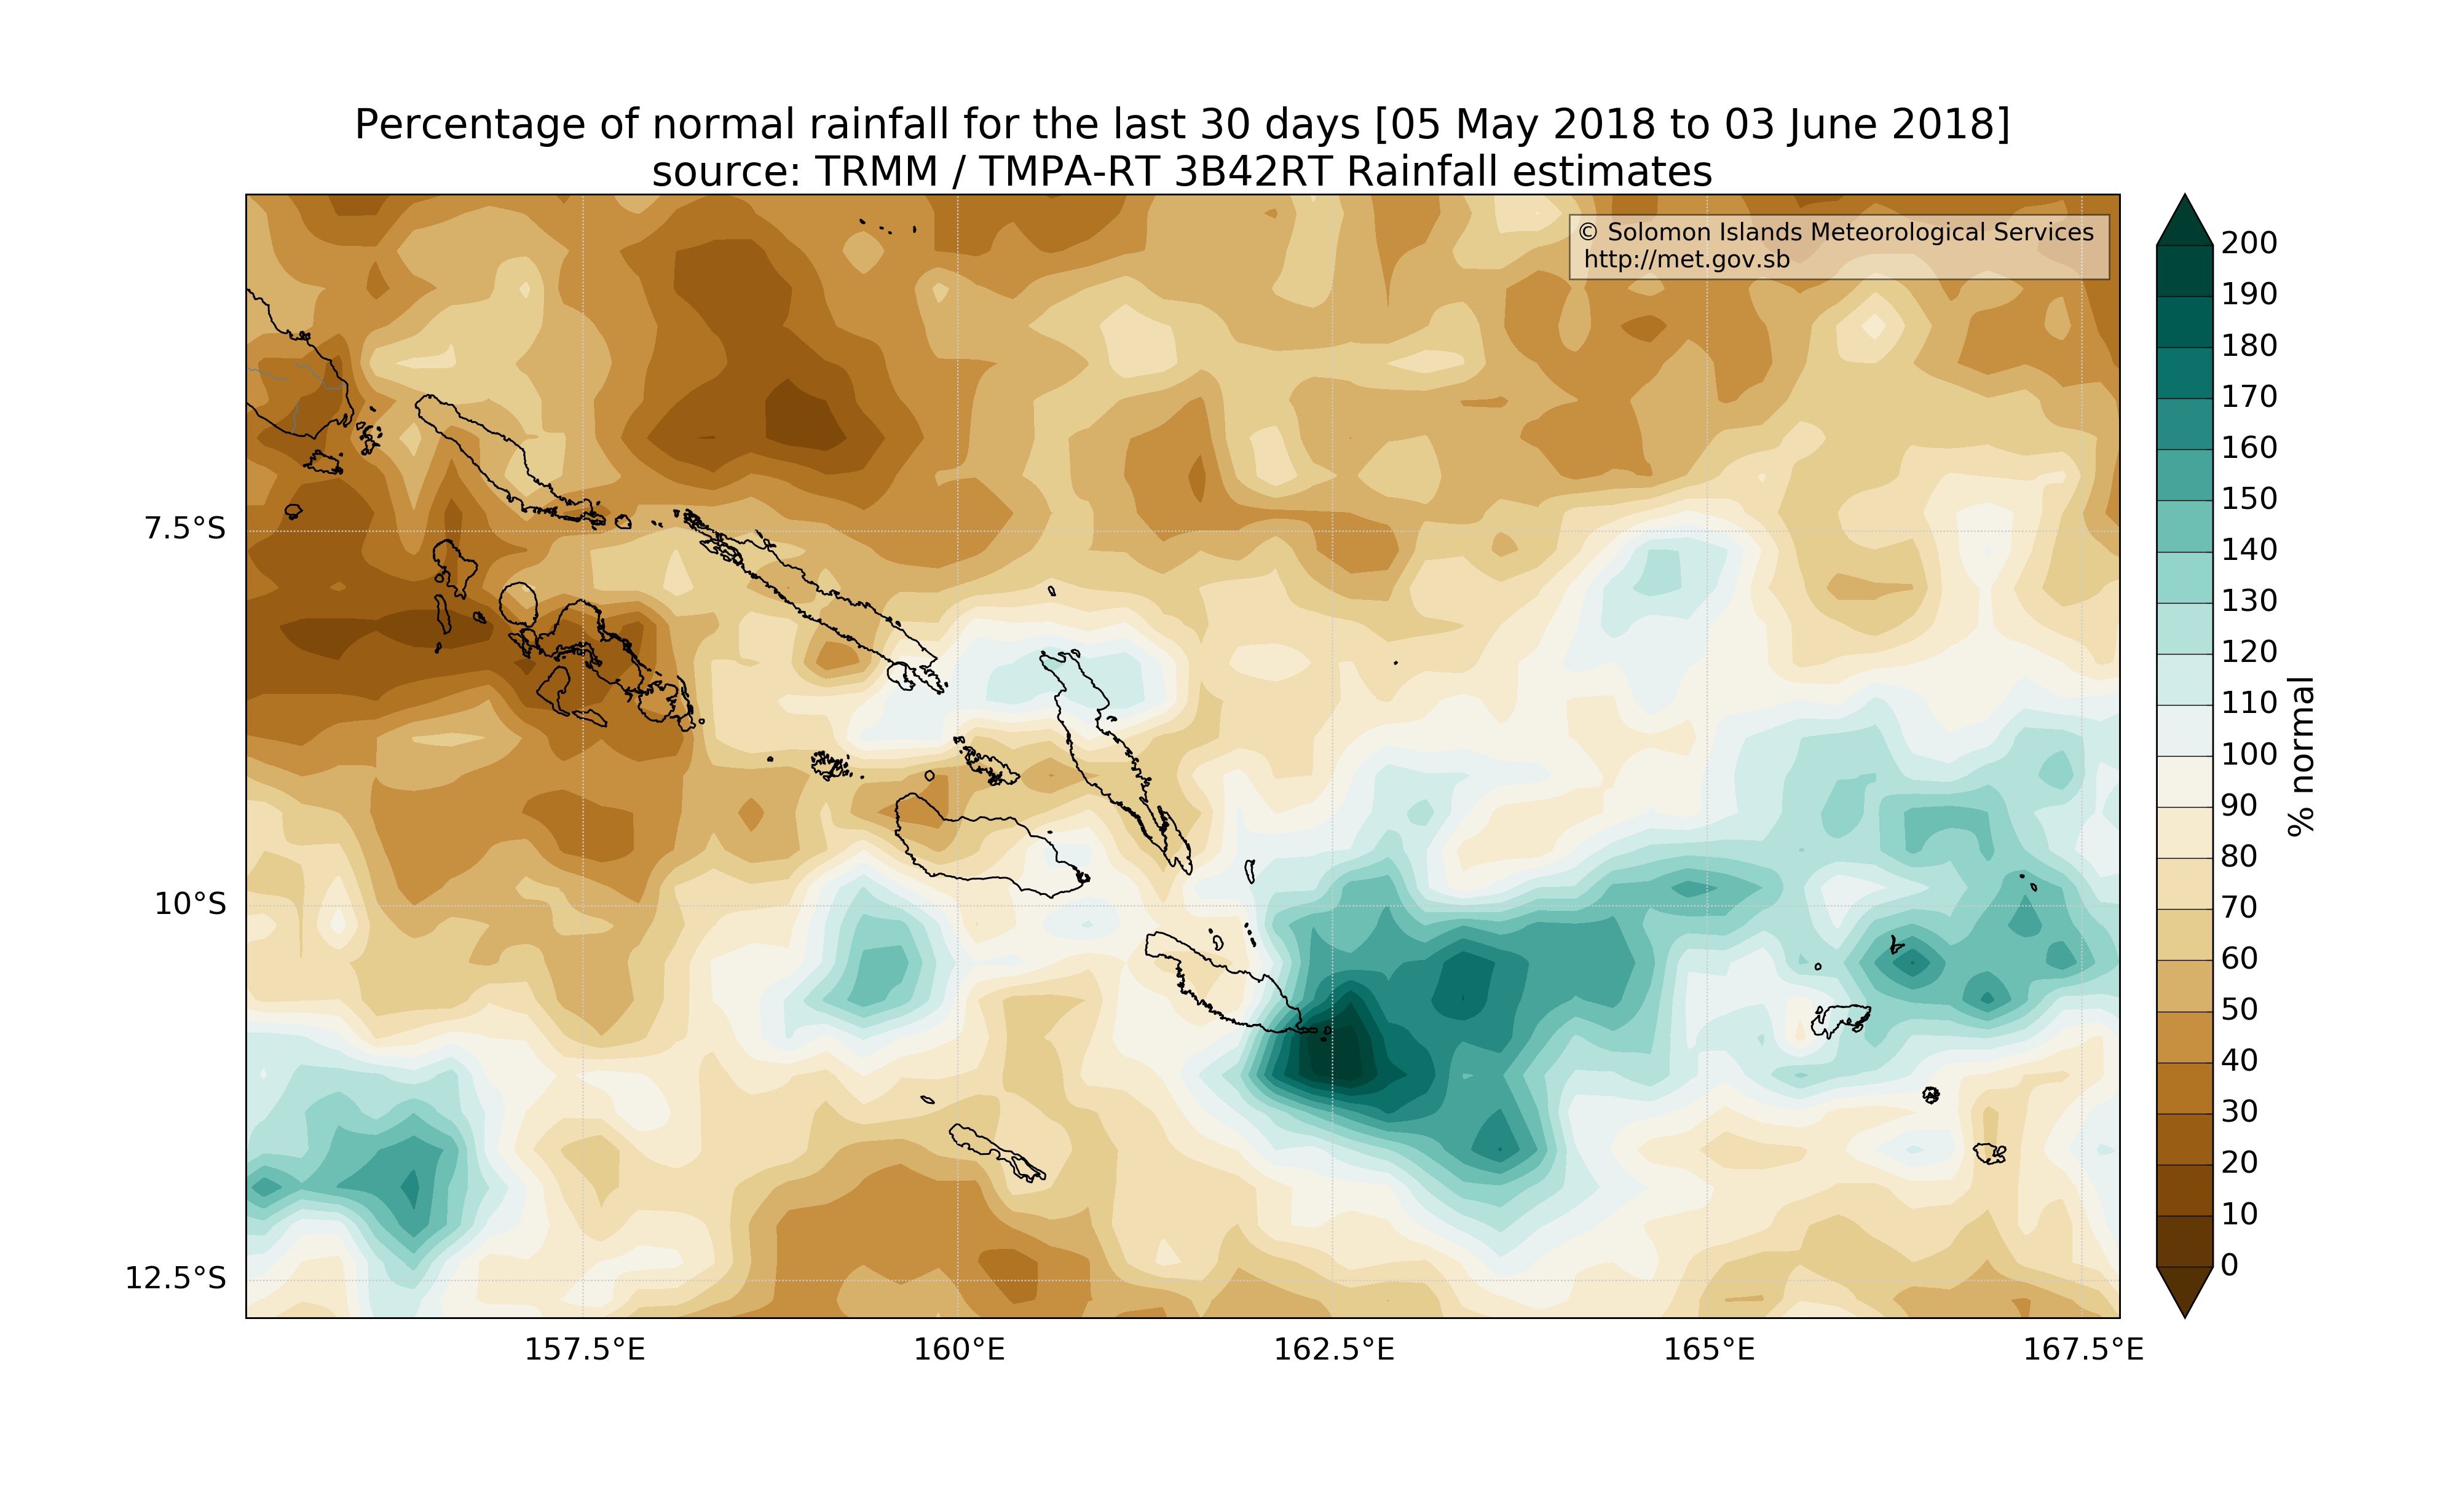 Percentage of normal rainfall for the last 30 days [05 May 2018 to 03 June 2018]
source: TRMM / TMPA-RT 3B42RT Rainfall estimates
© Solomon Islands Meteorological Services
http://met.gov.sb
7.5°S
10°S
12.5°S
157.5°E
160°E
162.5°E
165°E
167.5°E
200
190
180
170
160
150
140
130
120
110
100
90
80
70
60
50
40
30
20
10
0
% normal